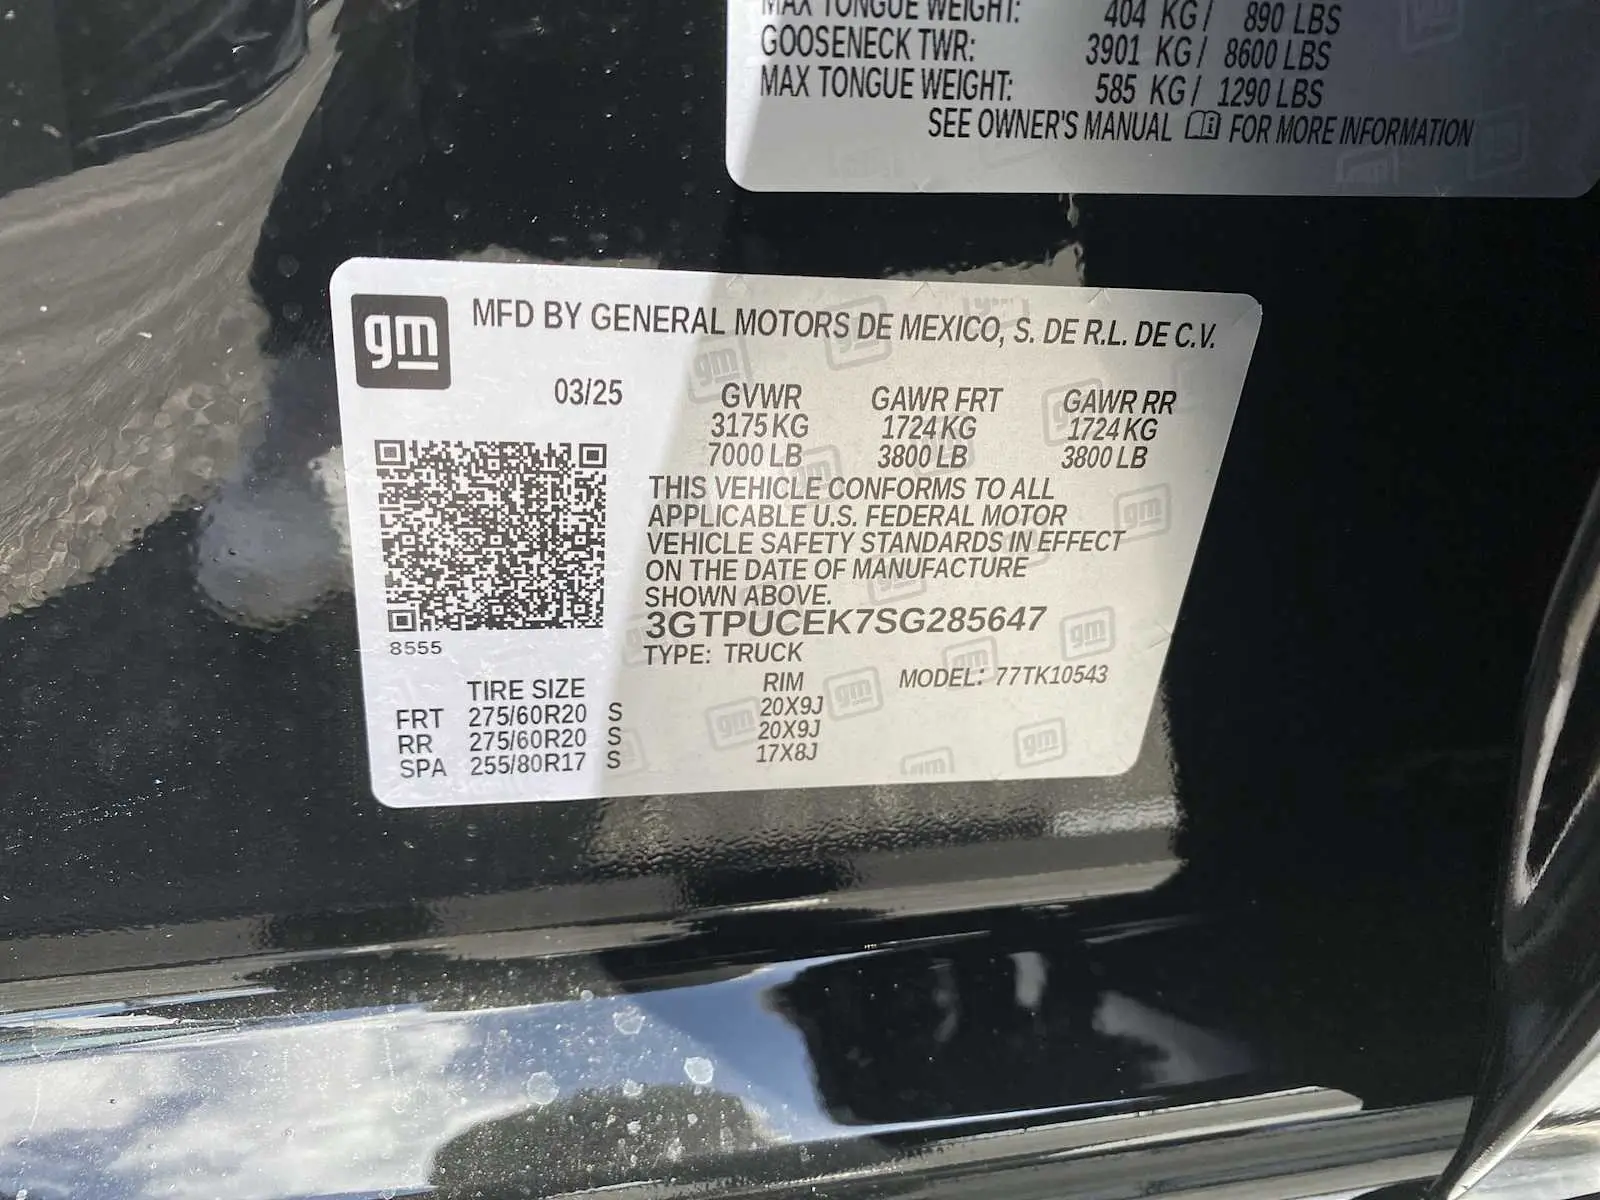 MAX TONGUE WEIGHT: 404 KG/ 890 LBS
GOOSENECK TWR: 3901 KG/ 8600 LBS
MAX TONGUE WEIGHT: 585 KG/ 1290 LBS
SEE OWNER'S MANUAL FOR MORE INFORMATION
gm
MFD BY GENERAL MOTORS DE MEXICO, S. DE R.L. DE C.V.
03/25 GVWR GAWR FRT GAWR RR
3175 KG 1724 KG 1724 KG
7000 LB 3800 LB 3800 LB
THIS VEHICLE CONFORMS TO ALL
APPLICABLE U.S. FEDERAL MOTOR
VEHICLE SAFETY STANDARDS IN EFFECT
ON THE DATE OF MANUFACTURE
SHOWN ABOVE.
3GTPUCEK7SG285647
8555
TYPE: TRUCK
MODEL: 77TK10543
TIRE SIZE RIM
FRT 275/60R20 S 20X9J
RR 275/60R20 S 20X9J
SPA 255/80R17 S 17X8J